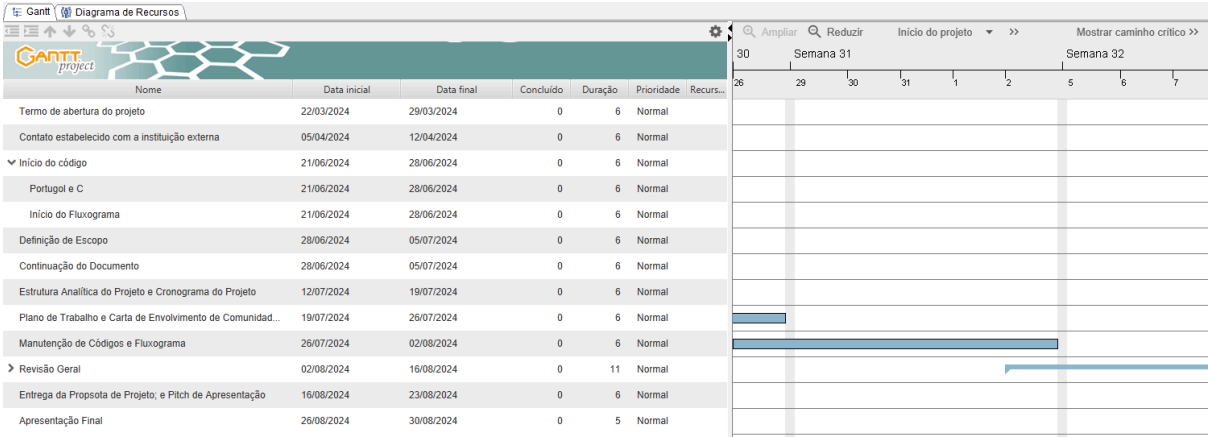 Gantt Diagrama de Recursos
Ampliar Reduzir Início do projeto >> Mostrar caminho crítico >>
GANTT project
30 Semana 31 Semana 32
Nome Data inicial Data final Concluído Duração Prioridade Recurs...
26 29 30 31 1 2 5 6 7
Termo de abertura do projeto 22/03/2024 29/03/2024 0 6 Normal
Contato estabelecido com a instituição externa 05/04/2024 12/04/2024 0 6 Normal
Início do código 21/06/2024 28/06/2024 0 6 Normal
Portugol e C 21/06/2024 28/06/2024 0 6 Normal
Início do Fluxograma 21/06/2024 28/06/2024 0 6 Normal
Definição de Escopo 28/06/2024 05/07/2024 0 6 Normal
Continuação do Documento 28/06/2024 05/07/2024 0 6 Normal
Estrutura Analítica do Projeto e Cronograma do Projeto 12/07/2024 19/07/2024 0 6 Normal
Plano de Trabalho e Carta de Envolvimento de Comunidad... 19/07/2024 26/07/2024 0 6 Normal
Manutenção de Códigos e Fluxograma 26/07/2024 02/08/2024 0 6 Normal
Revisão Geral 02/08/2024 16/08/2024 0 11 Normal
Entrega da Propsota de Projeto; e Pitch de Apresentação 16/08/2024 23/08/2024 0 6 Normal
Apresentação Final 26/08/2024 30/08/2024 0 5 Normal